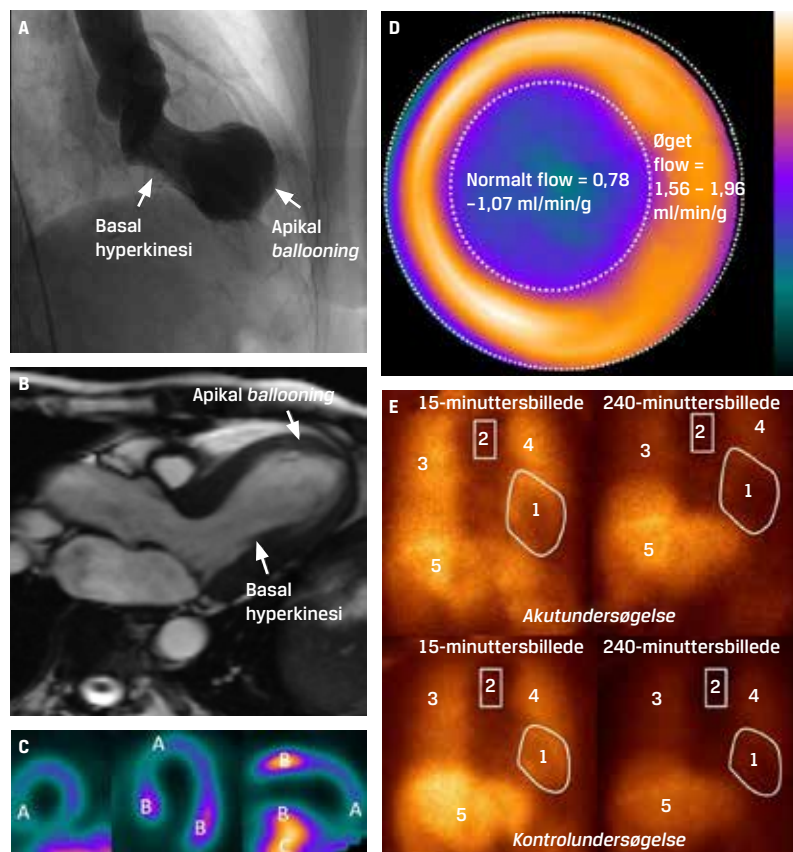 A
Basal
hyperkinesi
Apikal
ballooning
B
Apikal ballooning
Basal
hyperkinesi
C
A
A
B
B
B
B
C
A
D
Normalt flow = 0,78
–1,07 ml/min/g
Øget
flow =
1,56 – 1,96
ml/min/g
E
15-minuttersbillede
240-minuttersbillede
3
2
4
1
5
3
2
4
1
5
Akutundersøgelse
15-minuttersbillede
240-minuttersbillede
3
2
4
1
5
3
2
4
1
5
Kontrolundersøgelse